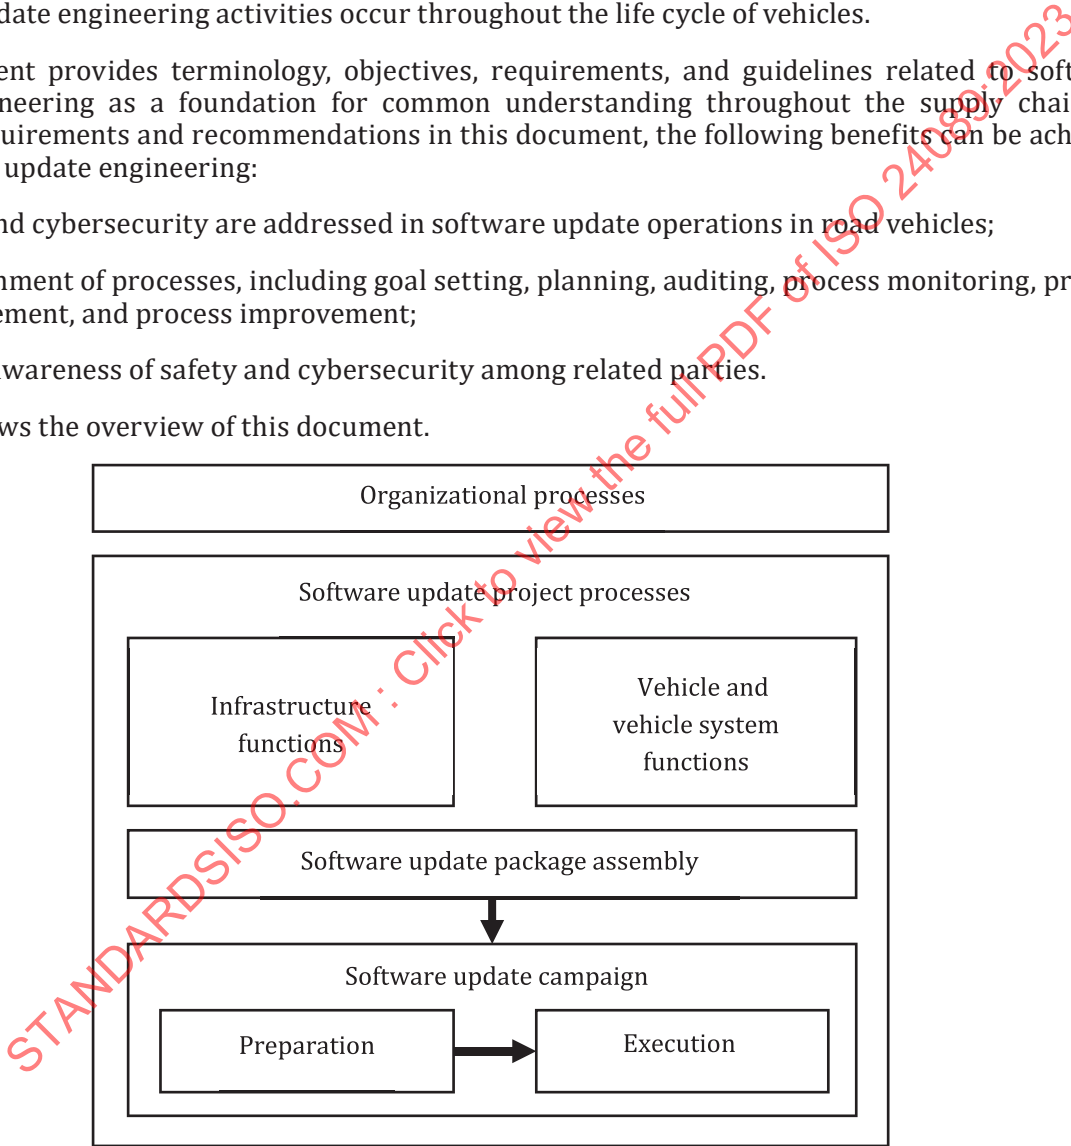 date engineering activities occur throughout the life cycle of vehicles.
ent provides terminology, objectives, requirements, and guidelines related to soft
neering as a foundation for common understanding throughout the supply chai
quirements and recommendations in this document, the following benefits can be ach
update engineering:
nd cybersecurity are addressed in software update operations in road vehicles;
nment of processes, including goal setting, planning, auditing, process monitoring, pr
ement, and process improvement;
wareness of safety and cybersecurity among related parties.
ws the overview of this document.
Organizational processes
Software update project processes
Infrastructure
functions
Vehicle and
vehicle system
functions
Software update package assembly
Software update campaign
Preparation
Execution
STANDARDSISO.COM : Click to view the full PDF of ISO 24089:2023